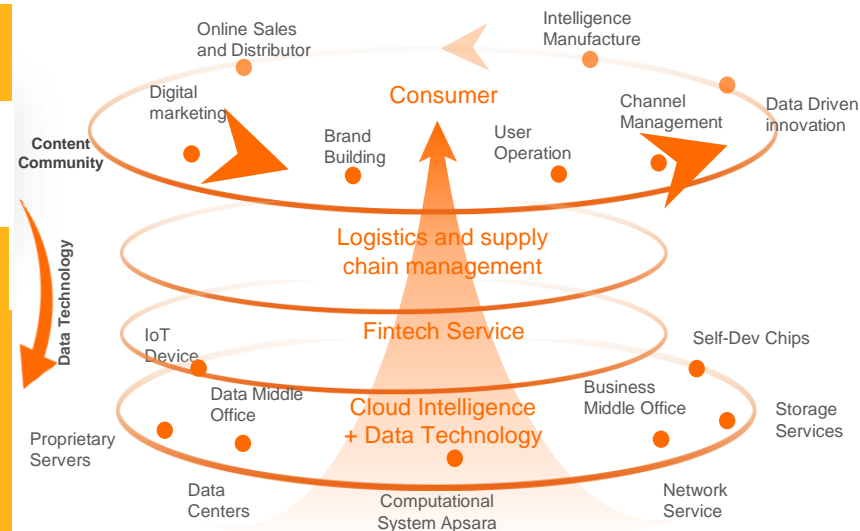 Online Sales
and Distributor
Intelligence
Manufacture
Digital
marketing
Consumer
Channel
Management
Data Driven
innovation
Content
Community
Brand
Building
User
Operation
Logistics and supply
chain management
Data Technology
Fintech Service
IoT
Device
Self-Dev Chips
Data Middle
Office
Cloud Intelligence
+ Data Technology
Business
Middle Office
Storage
Services
Proprietary
Servers
Data
Centers
Computational
System Apsara
Network
Service